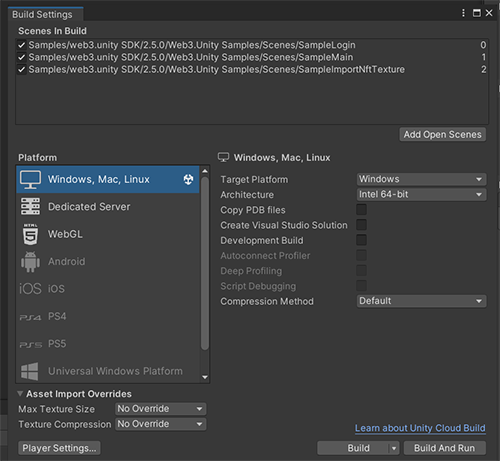 Build Settings
Scenes In Build
Samples/web3.unity SDK/2.5.0/Web3.Unity Samples/Scenes/SampleLogin 0
Samples/web3.unity SDK/2.5.0/Web3.Unity Samples/Scenes/SampleMain 1
Samples/web3.unity SDK/2.5.0/Web3.Unity Samples/Scenes/SampleImportNftTexture 2
Add Open Scenes
Platform
Windows, Mac, Linux
Dedicated Server
WebGL
Android
iOS iOS
PS4 PS4
PS5 PS5
Universal Windows Platform
Windows, Mac, Linux
Target Platform Windows
Architecture Intel 64-bit
Copy PDB files
Create Visual Studio Solution
Development Build
Autoconnect Profiler
Deep Profiling
Script Debugging
Compression Method Default
Asset Import Overrides
Max Texture Size No Override
Texture Compression No Override
Learn about Unity Cloud Build
Player Settings... Build Build And Run